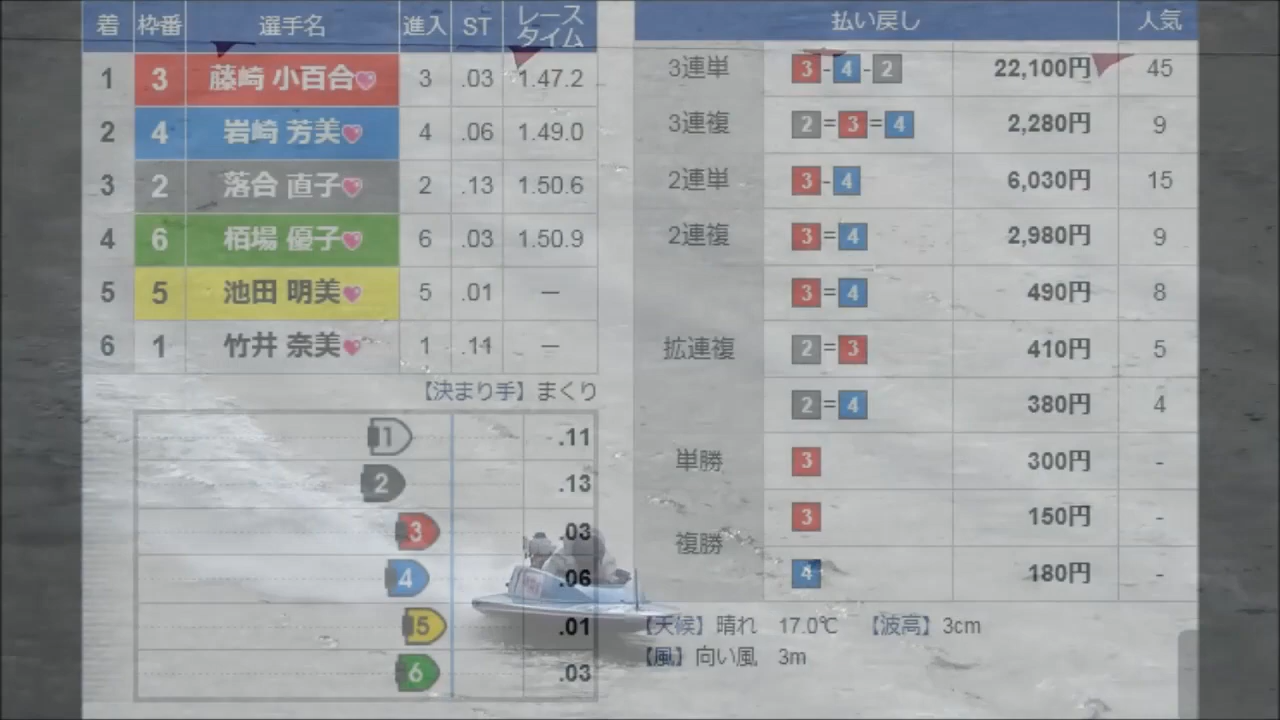 着 枠番 選手名 進入 ST レースタイム
1 3 藤崎 小百合 3 .03 1.47.2
2 4 岩崎 芳美 4 .06 1.49.0
3 2 落合 直子 2 .13 1.50.6
4 6 栢場 優子 6 .03 1.50.9
5 5 池田 明美 5 .01 —
6 1 竹井 奈美 1 .11 —
【決まり手】まくり
1 .11
2 .13
3 .03
4 .06
5 .01
6 .03
払い戻し 人気
3連単 3-4-2 22,100円 45
3連複 2=3=4 2,280円 9
2連単 3-4 6,030円 15
2連複 3=4 2,980円 9
3=4 490円 8
拡連複 2=3 410円 5
2=4 380円 4
単勝 3 300円 -
3 150円 -
複勝
4 180円 -
【天候】晴れ 17.0℃ 【波高】3cm
【風】向い風 3m